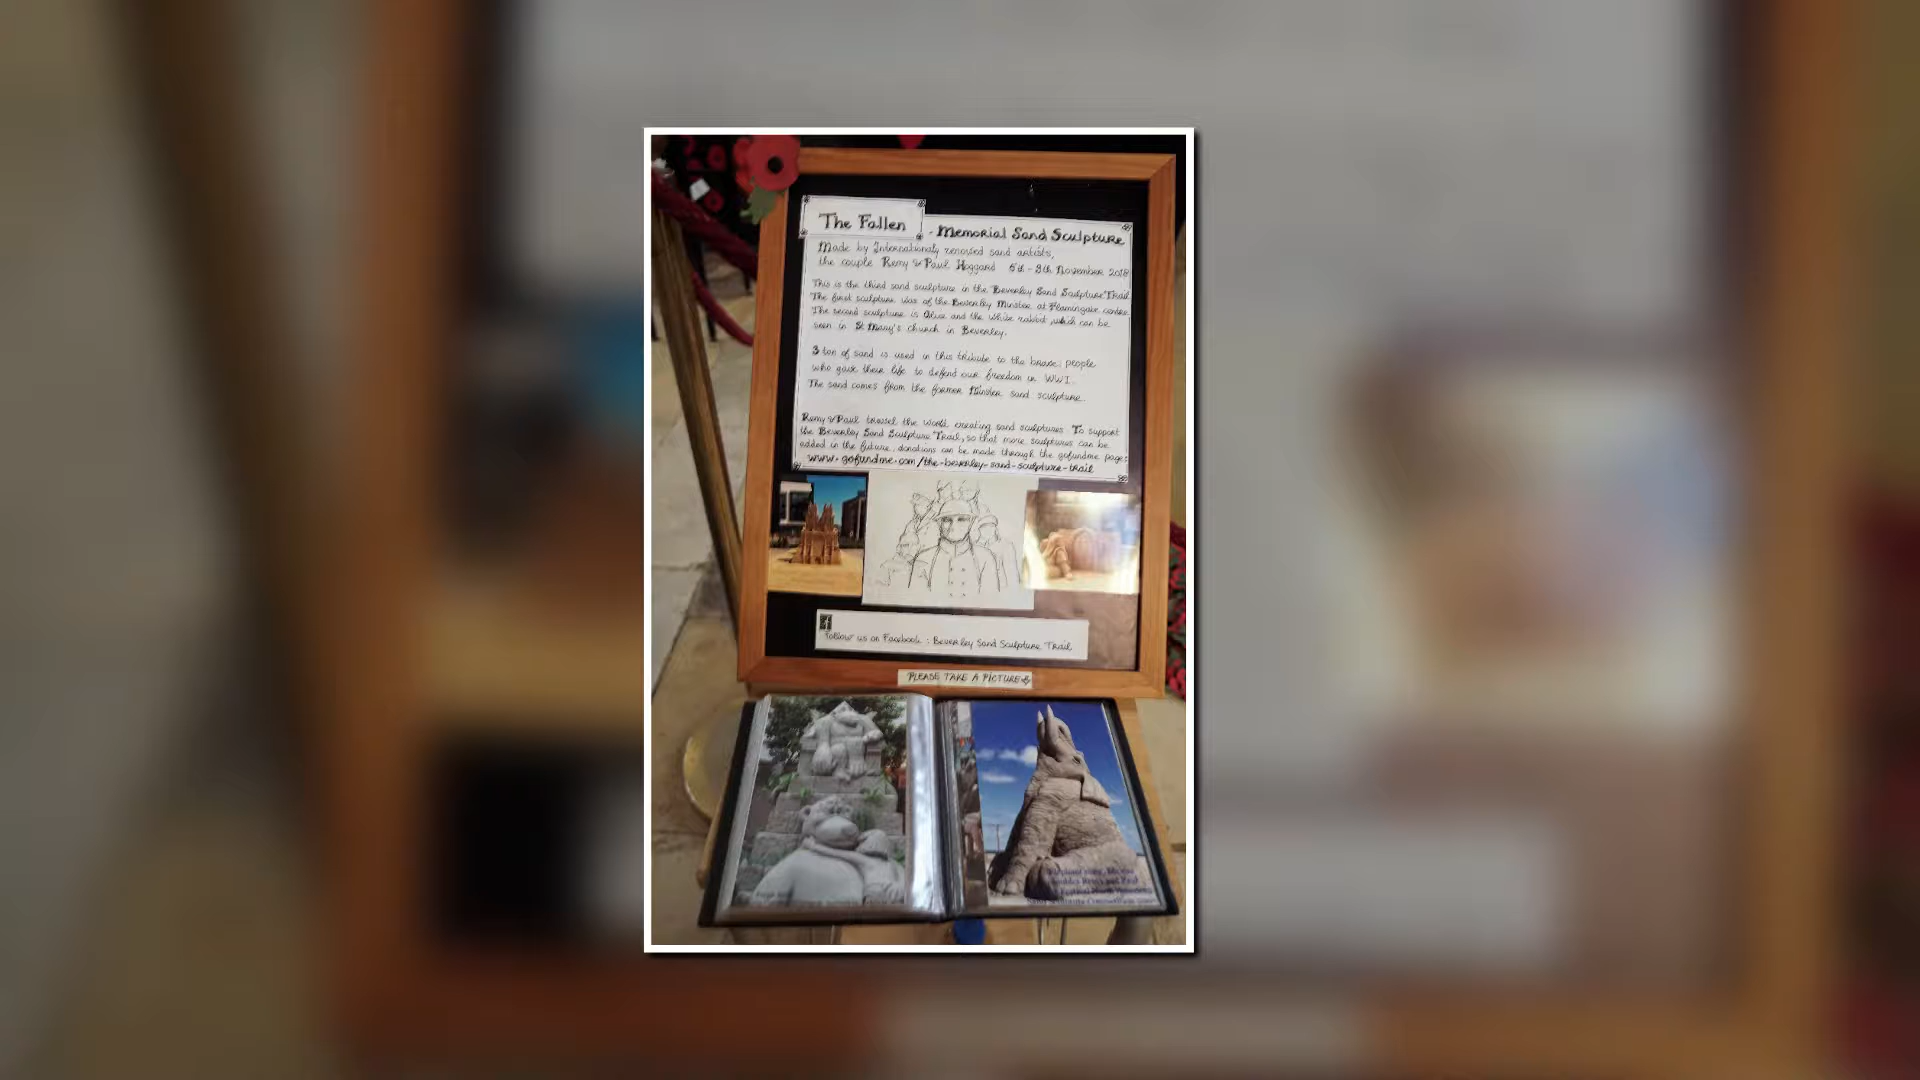 The Fallen - Memorial Sand Sculpture
Made by Internationaly renowed sand artists,
the couple Remy & Paul Hoggard 5th - 9th November 2018
This is the third sand sculpture in the Beverley Sand Sculpture Trail.
The first sculpture was of the Beverley Minster at Flemingate centre.
The second sculpture is Alice and the White rabbit, which can be
seen in St Mary's church in Beverley.
3 ton of sand is used in this tribute to the brave people
who gave their life to defend our freedom in WWI.
The sand comes from the former Minster sand sculpture.
Remy & Paul travel the world creating sand sculptures. To support
the Beverley Sand Sculpture Trail, so that more sculptures can be
added in the future, donations can be made through the gofundme page:
www.gofundme.com/the-beverley-sand-sculpture-trail
f
Follow us on Facebook : Beverley Sand Sculpture Trail
PLEASE TAKE A PICTURE
and Paul